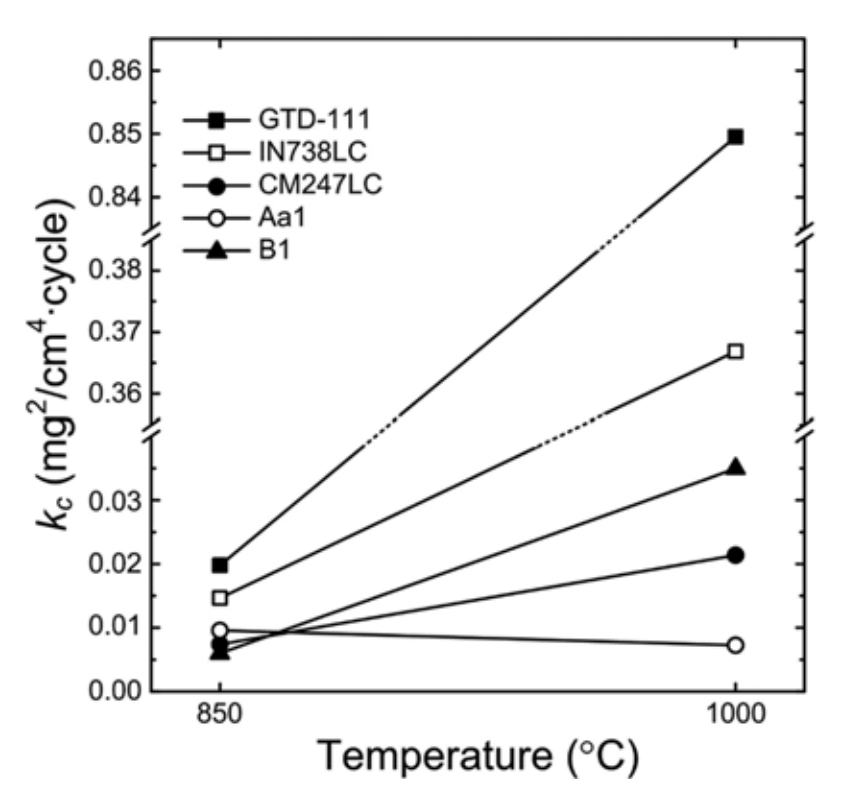 0.86
0.85
0.84
0.38
0.37
0.36
0.03
0.02
0.01
0.00
k_c (mg²/cm⁴·cycle)
GTD-111
IN738LC
CM247LC
Aa1
B1
850
1000
Temperature (°C)